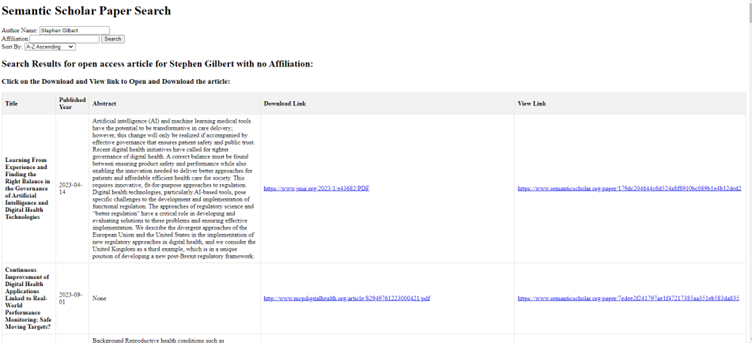 Semantic Scholar Paper Search
Author Name: Stephen Gilbert
Affiliation Search
Sort By: A-Z Ascending
Search Results for open access article for Stephen Gilbert with no Affiliation:
Click on the Download and View link to Open and Download the article:
Title Published Year Abstract Download Link View Link
Learning From
Experience and
Finding the
Right Balance in
the Governance
of Artificial
Intelligence and
Digital Health
Technologies
2023-04-
14
Artificial intelligence (AI) and machine learning medical tools
have the potential to be transformative in care delivery;
however, this change will only be realized if accompanied by
effective governance that ensures patient safety and public trust.
Recent digital health initiatives have called for tighter
governance of digital health. A correct balance must be found
between ensuring product safety and performance while also
enabling the innovation needed to deliver better approaches for
patients and affordable efficient health care for society. This
requires innovative, fit-for-purpose approaches to regulation.
Digital health technologies, particularly AI-based tools, pose
specific challenges to the development and implementation of
functional regulation. The approaches of regulatory science and
"better regulation" have a critical role in developing and
evaluating solutions to these problems and ensuring effective
implementation. We describe the divergent approaches of the
European Union and the United States in the implementation of
new regulatory approaches in digital health, and we consider the
United Kingdom as a third example, which is in a unique
position of developing a new post-Brexit regulatory framework.
https://www.jmir.org/2023/1/e43682/PDF
Continuous
Improvement of
Digital Health
Applications
Linked to Real-
World
Performance
Monitoring: Safe
Moving Targets?
2023-09-
01
None
http://www.mcpdigitalhealth.org/article/S2949761223000421/pdf
Background Reproductive health conditions such as